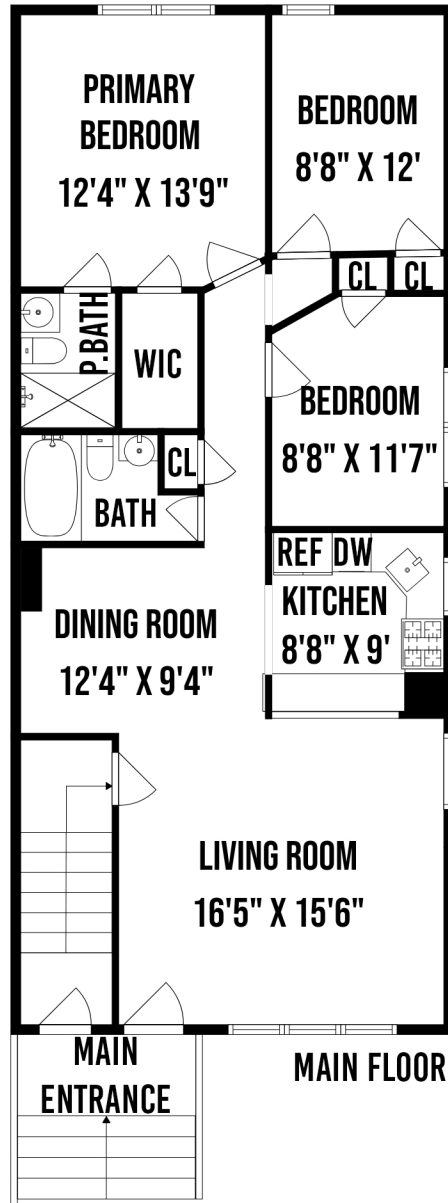 PRIMARY
BEDROOM
12'4" X 13'9"
BEDROOM
8'8" X 12'
CL
CL
P.BATH
WIC
BEDROOM
8'8" X 11'7"
CL
BATH
REF
DW
KITCHEN
8'8" X 9'
DINING ROOM
12'4" X 9'4"
LIVING ROOM
16'5" X 15'6"
MAIN
ENTRANCE
MAIN FLOOR